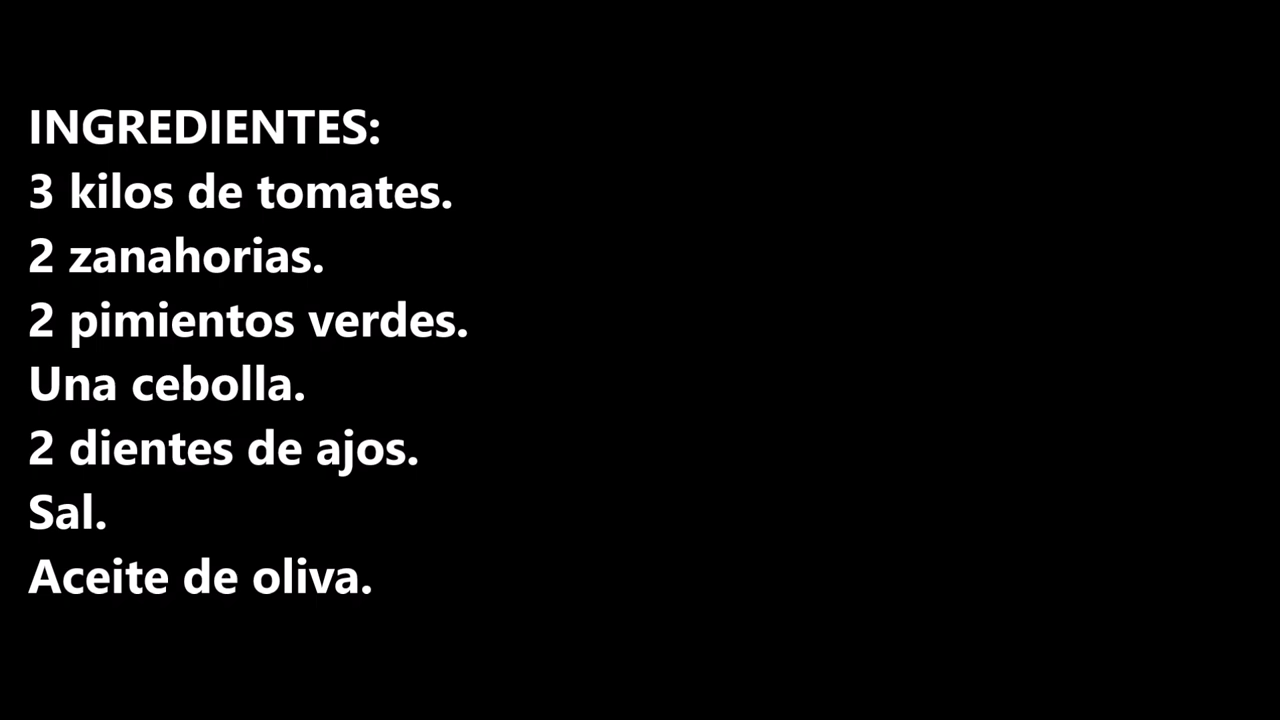 INGREDIENTES:
3 kilos de tomates.
2 zanahorias.
2 pimientos verdes.
Una cebolla.
2 dientes de ajos.
Sal.
Aceite de oliva.